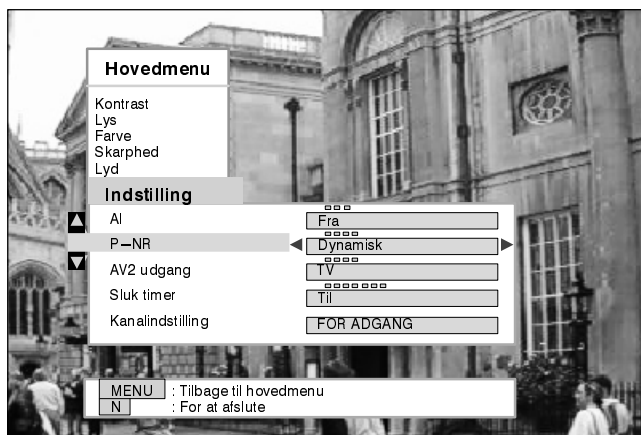 Hovedmenu
Kontrast
Lys
Farve
Skarphed
Lyd
Indstilling
AI Fra
P–NR Dynamisk
AV2 udgang TV
Sluk timer Til
Kanalindstilling FOR ADGANG
MENU : Tilbage til hovedmenu
N : For at afslute